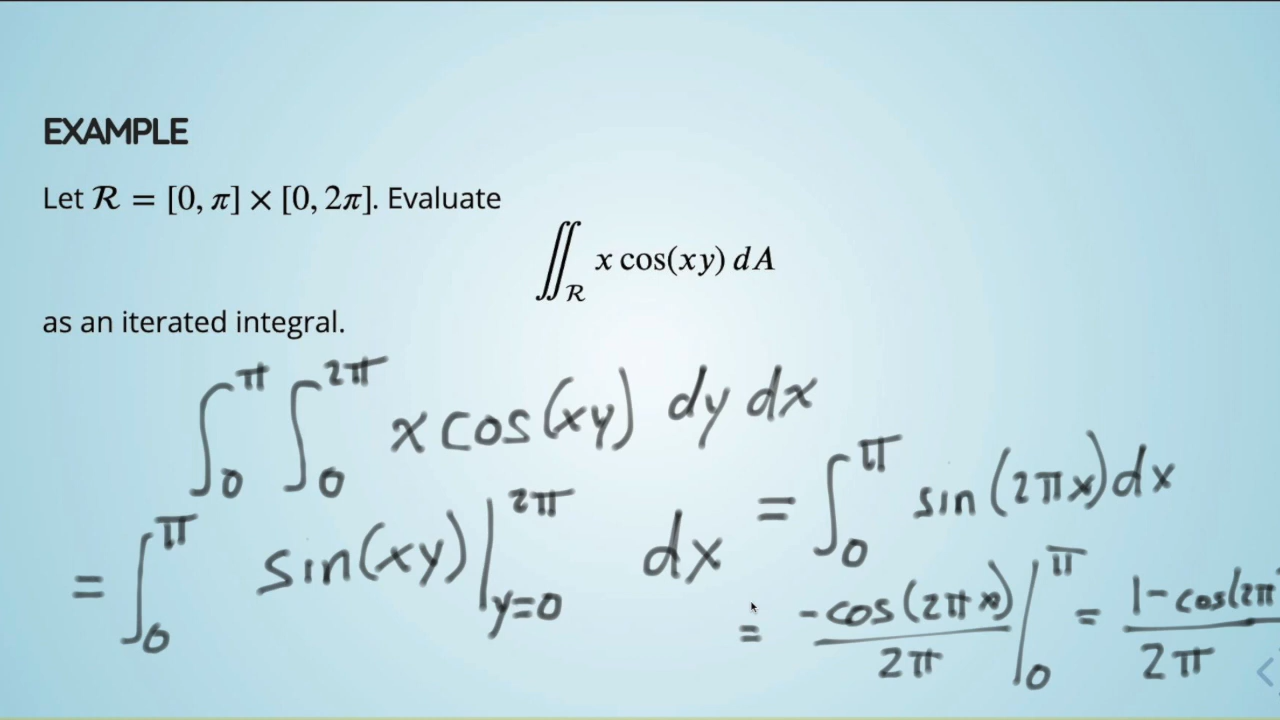 EXAMPLE
Let ℛ = [0, π] × [0, 2π]. Evaluate
∬_ℛ x cos(xy) dA
as an iterated integral.
∫_0^π ∫_0^{2π} x cos(xy) dy dx
= ∫_0^π sin(xy) |_{y=0}^{2π} dx = ∫_0^π sin(2πx) dx
= -cos(2πx)/2π |_0^π = 1-cos(2π/2π